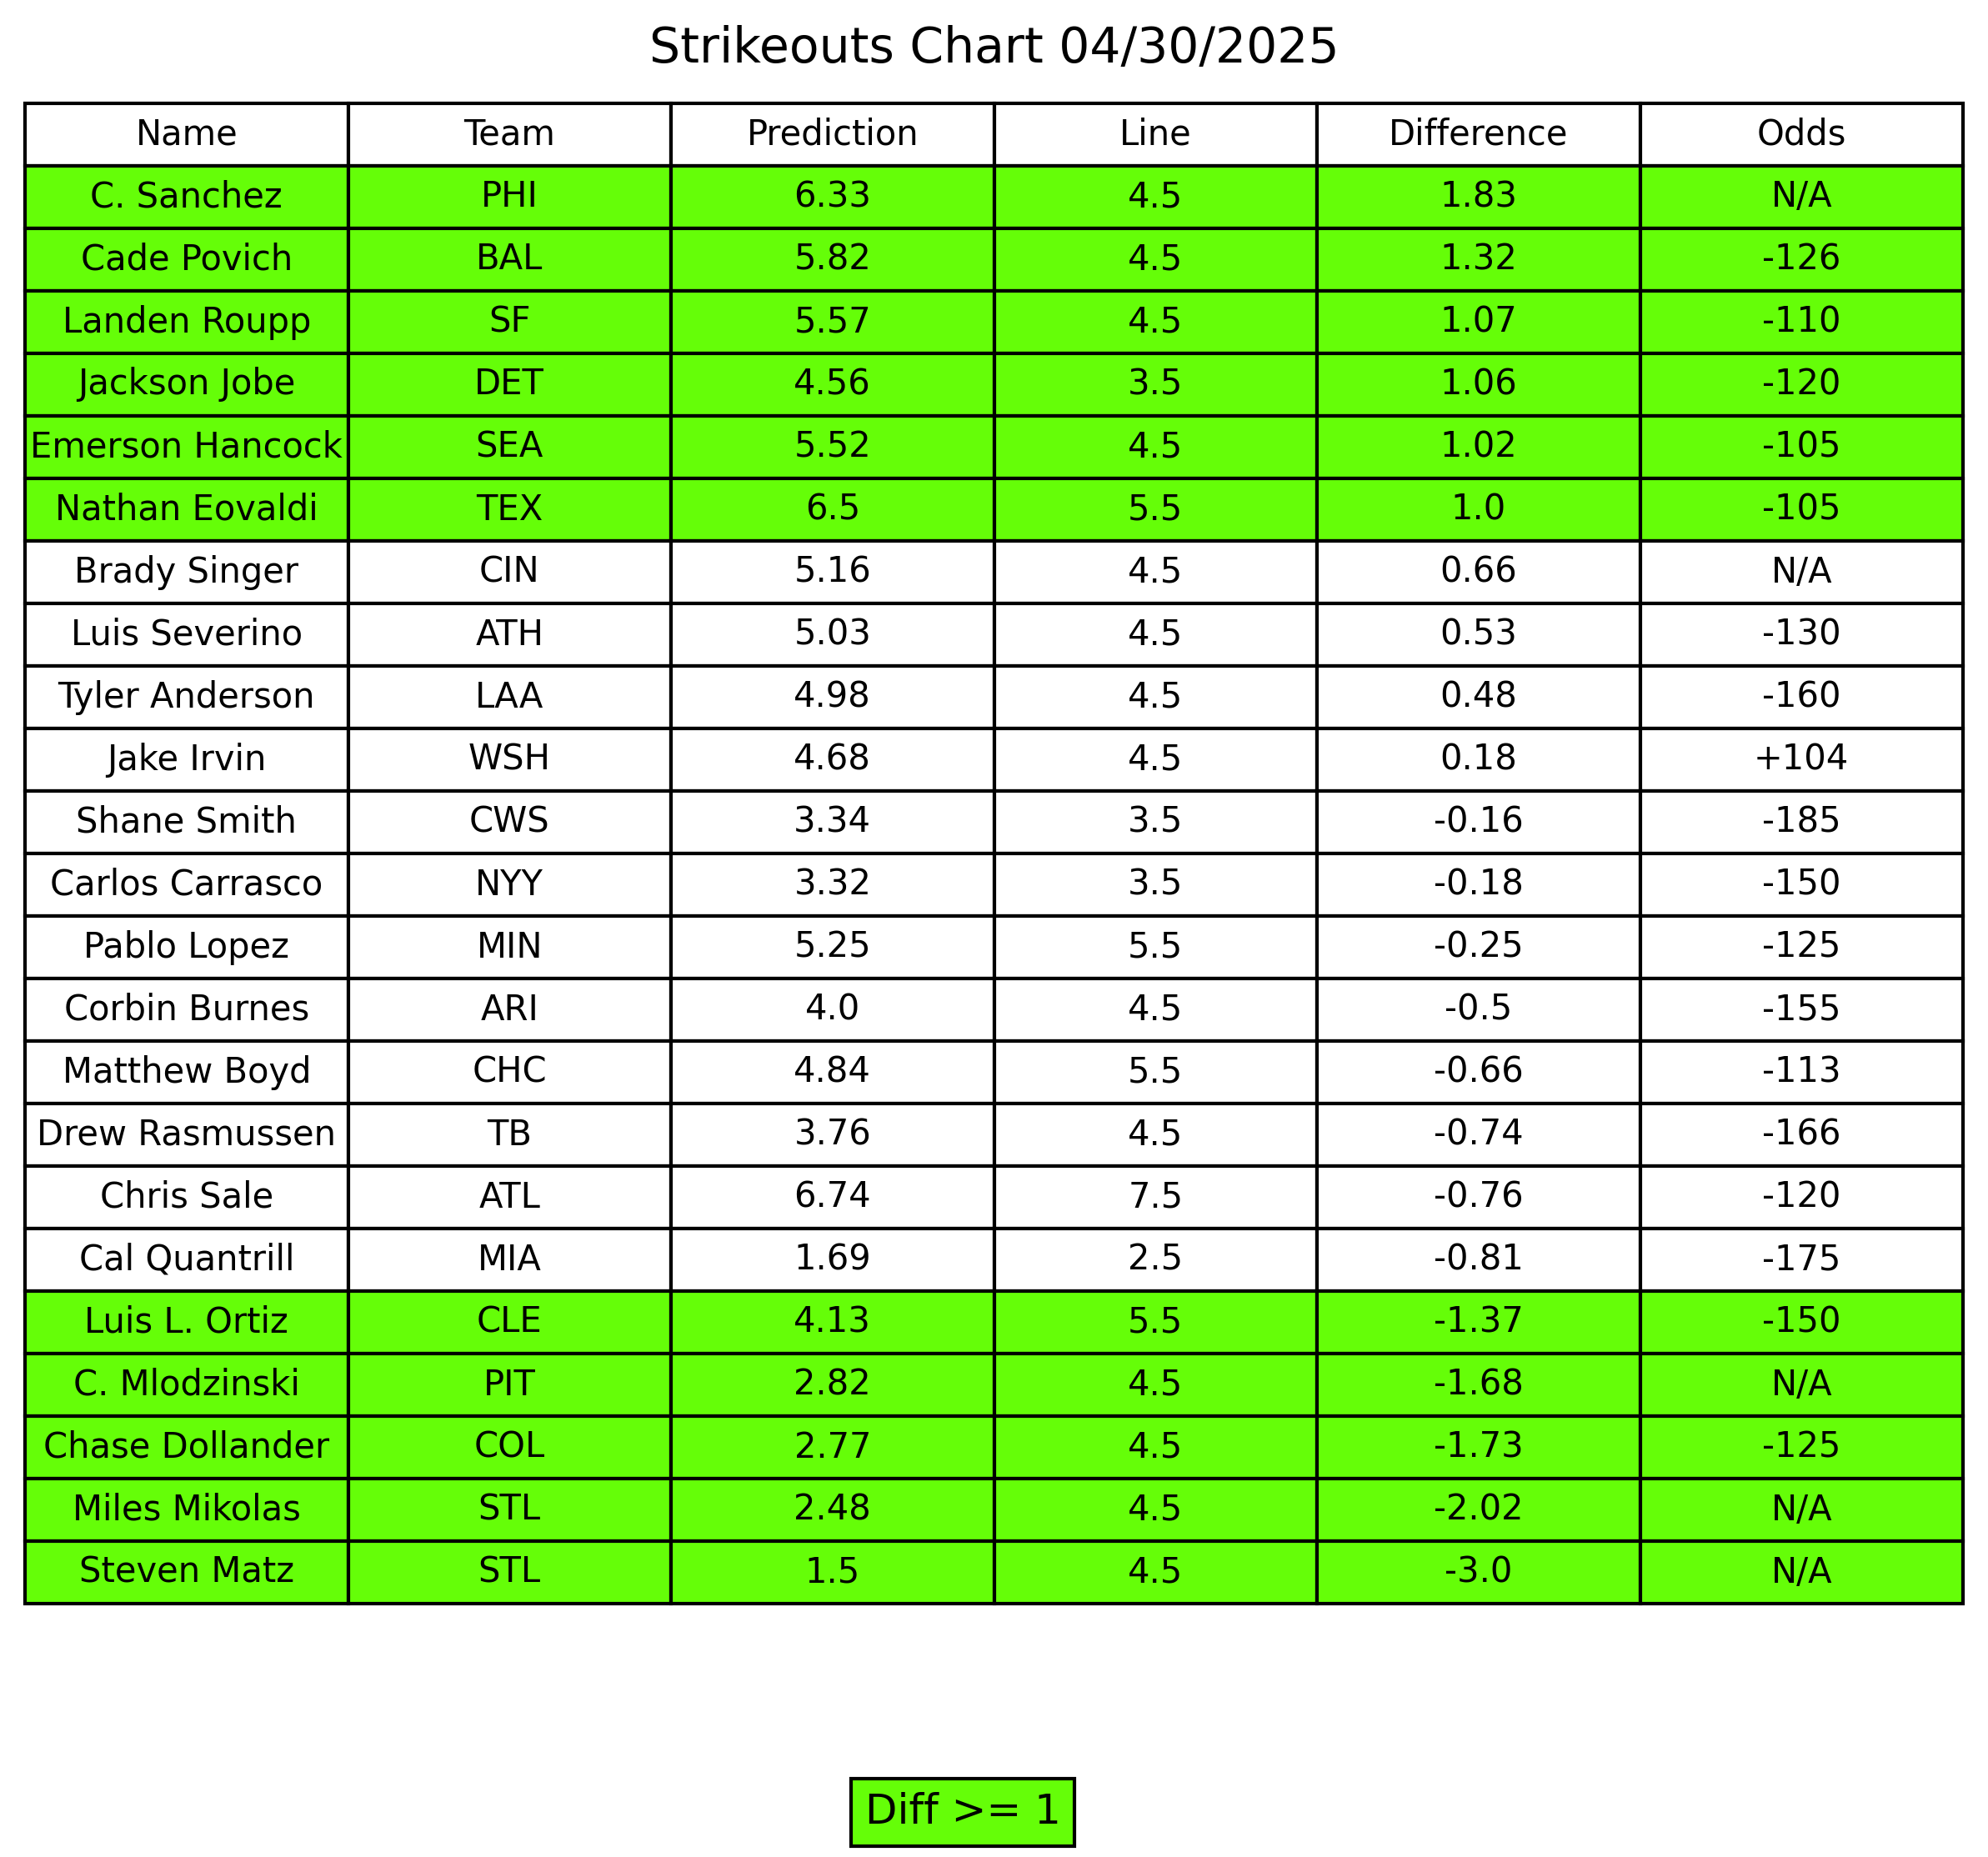 Strikeouts Chart 04/30/2025
Name Team Prediction Line Difference Odds
C. Sanchez PHI 6.33 4.5 1.83 N/A
Cade Povich BAL 5.82 4.5 1.32 -126
Landen Roupp SF 5.57 4.5 1.07 -110
Jackson Jobe DET 4.56 3.5 1.06 -120
Emerson Hancock SEA 5.52 4.5 1.02 -105
Nathan Eovaldi TEX 6.5 5.5 1.0 -105
Brady Singer CIN 5.16 4.5 0.66 N/A
Luis Severino ATH 5.03 4.5 0.53 -130
Tyler Anderson LAA 4.98 4.5 0.48 -160
Jake Irvin WSH 4.68 4.5 0.18 +104
Shane Smith CWS 3.34 3.5 -0.16 -185
Carlos Carrasco NYY 3.32 3.5 -0.18 -150
Pablo Lopez MIN 5.25 5.5 -0.25 -125
Corbin Burnes ARI 4.0 4.5 -0.5 -155
Matthew Boyd CHC 4.84 5.5 -0.66 -113
Drew Rasmussen TB 3.76 4.5 -0.74 -166
Chris Sale ATL 6.74 7.5 -0.76 -120
Cal Quantrill MIA 1.69 2.5 -0.81 -175
Luis L. Ortiz CLE 4.13 5.5 -1.37 -150
C. Mlodzinski PIT 2.82 4.5 -1.68 N/A
Chase Dollander COL 2.77 4.5 -1.73 -125
Miles Mikolas STL 2.48 4.5 -2.02 N/A
Steven Matz STL 1.5 4.5 -3.0 N/A
Diff >= 1